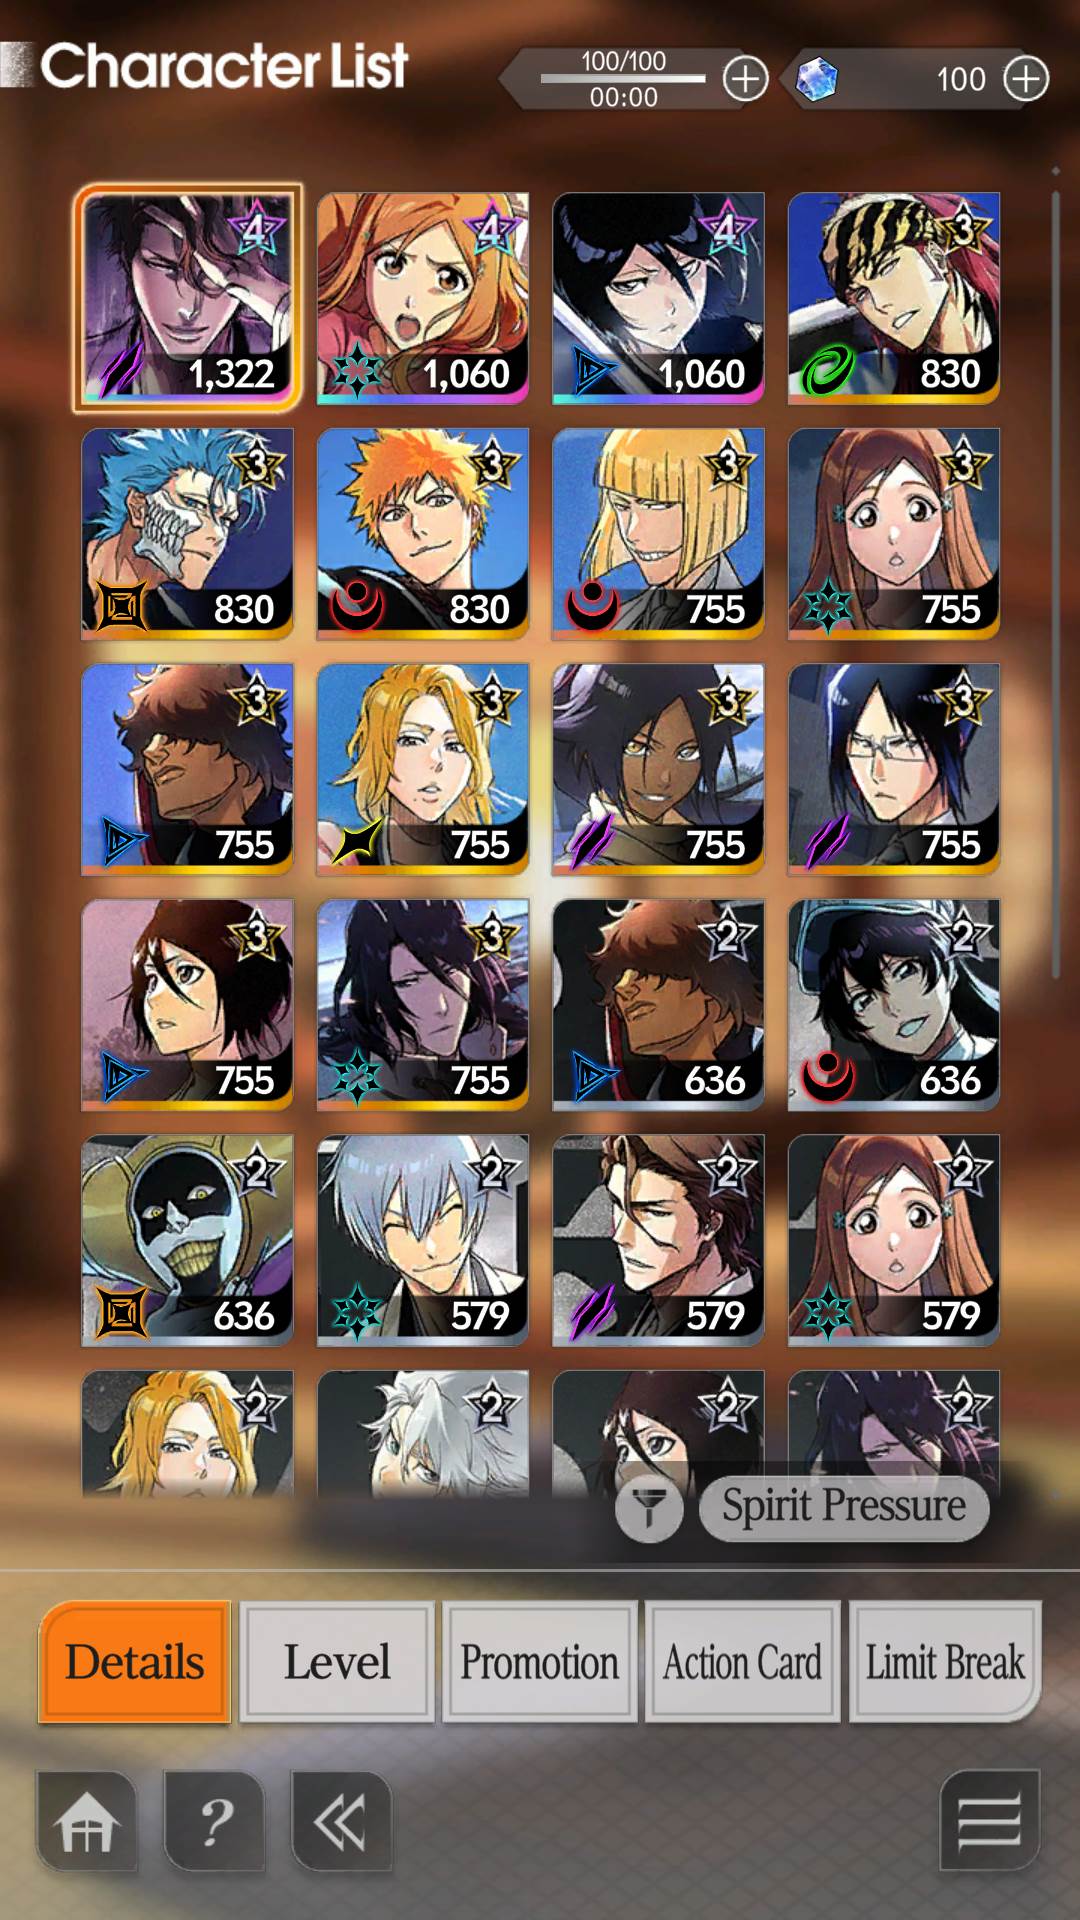 Character List
100/100
00:00
100
4 4 4 3
1,322 1,060 1,060 830
3 3 3 3
830 830 755 755
3 3 3 3
755 755 755 755
3 3 2 2
755 755 636 636
2 2 2 2
636 579 579 579
2 2 2 2
Spirit Pressure
Details Level Promotion Action Card Limit Break
?